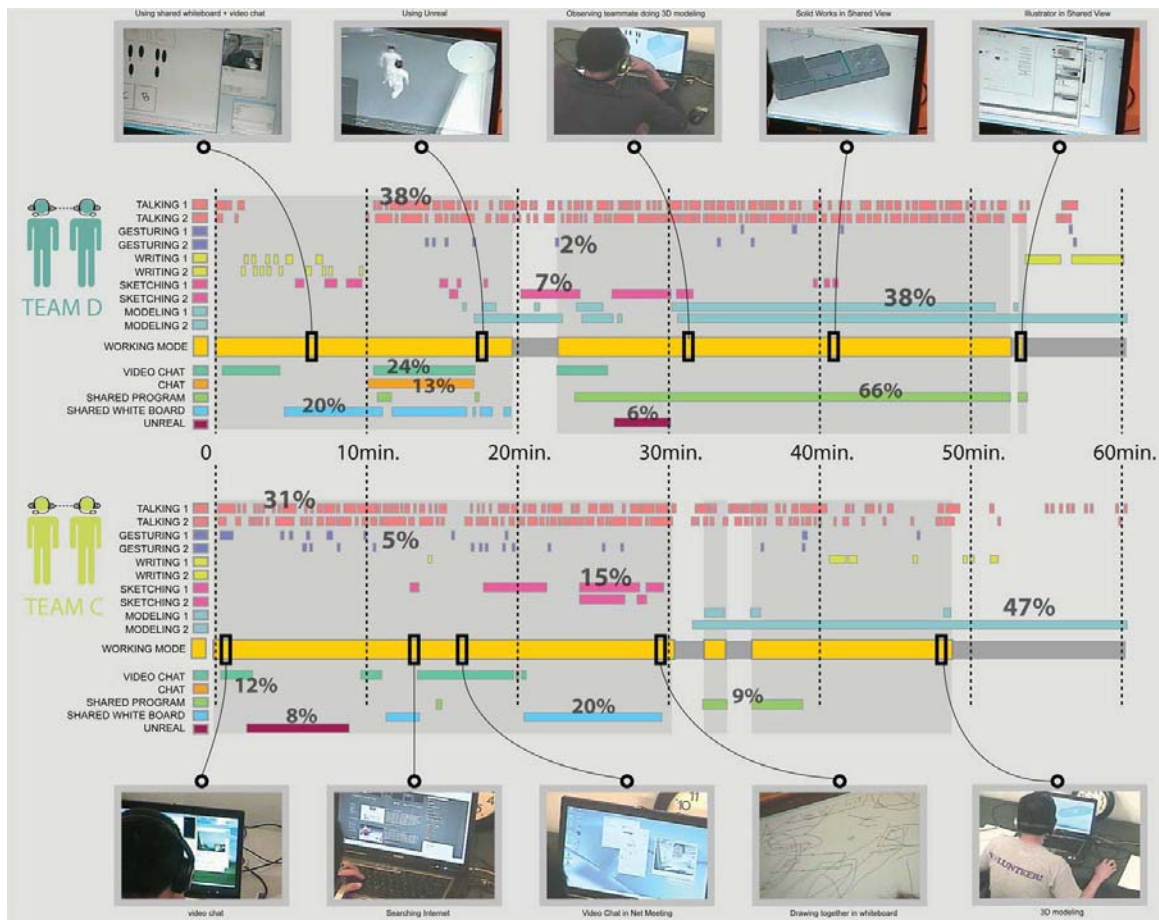 Using shared whiteboard + video chat
Using Unreal
Observing teammate doing 3D modeling
Solid Works in Shared View
Illustrator in Shared View
C B
TEAM D
TALKING 1
38%
TALKING 2
GESTURING 1
GESTURING 2
2%
WRITING 1
WRITING 2
SKETCHING 1
7%
SKETCHING 2
MODELING 1
38%
MODELING 2
WORKING MODE
VIDEO CHAT
24%
CHAT
13%
SHARED PROGRAM
66%
SHARED WHITE BOARD
20%
UNREAL
6%
0 10min. 20min. 30min. 40min. 50min. 60min.
TEAM C
TALKING 1
31%
TALKING 2
GESTURING 1
5%
GESTURING 2
WRITING 1
WRITING 2
SKETCHING 1
15%
SKETCHING 2
MODELING 1
47%
MODELING 2
WORKING MODE
VIDEO CHAT
12%
CHAT
SHARED PROGRAM
9%
SHARED WHITE BOARD
20%
UNREAL
8%
11
10
VOLUNTEER!
video chat
Searching Internet
Video Chat in Net Meeting
Drawing together in whiteboard
3D modeling